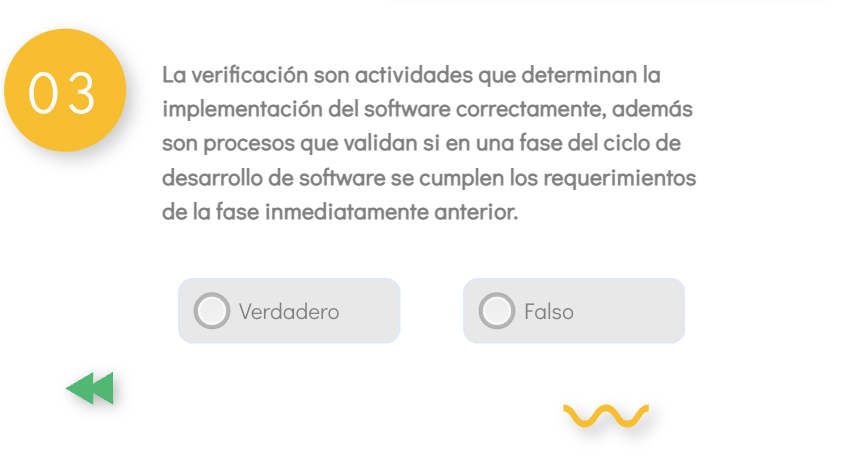 03
La verificación son actividades que determinan la
implementación del software correctamente, además
son procesos que validan si en una fase del ciclo de
desarrollo de software se cumplen los requerimientos
de la fase inmediatamente anterior.
Verdadero
Falso